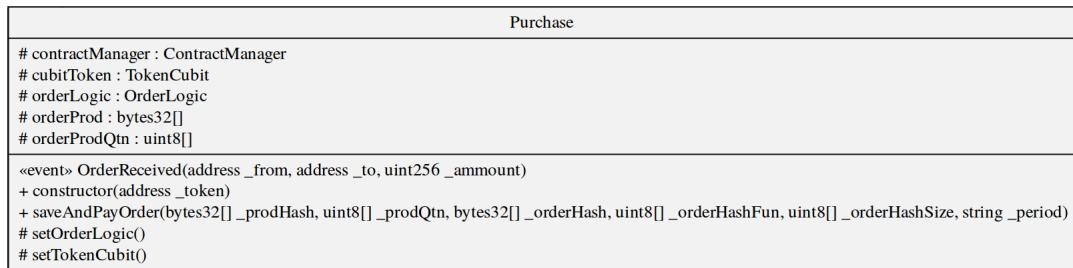 Purchase
# contractManager : ContractManager
# cubitToken : TokenCubit
# orderLogic : OrderLogic
# orderProd : bytes32[]
# orderProdQtn : uint8[]
«event» OrderReceived(address _from, address _to, uint256 _ammount)
+ constructor(address _token)
+ saveAndPayOrder(bytes32[] _prodHash, uint8[] _prodQtn, bytes32[] _orderHash, uint8[] _orderHashFun, uint8[] _orderHashSize, string _period)
# setOrderLogic()
# setTokenCubit()